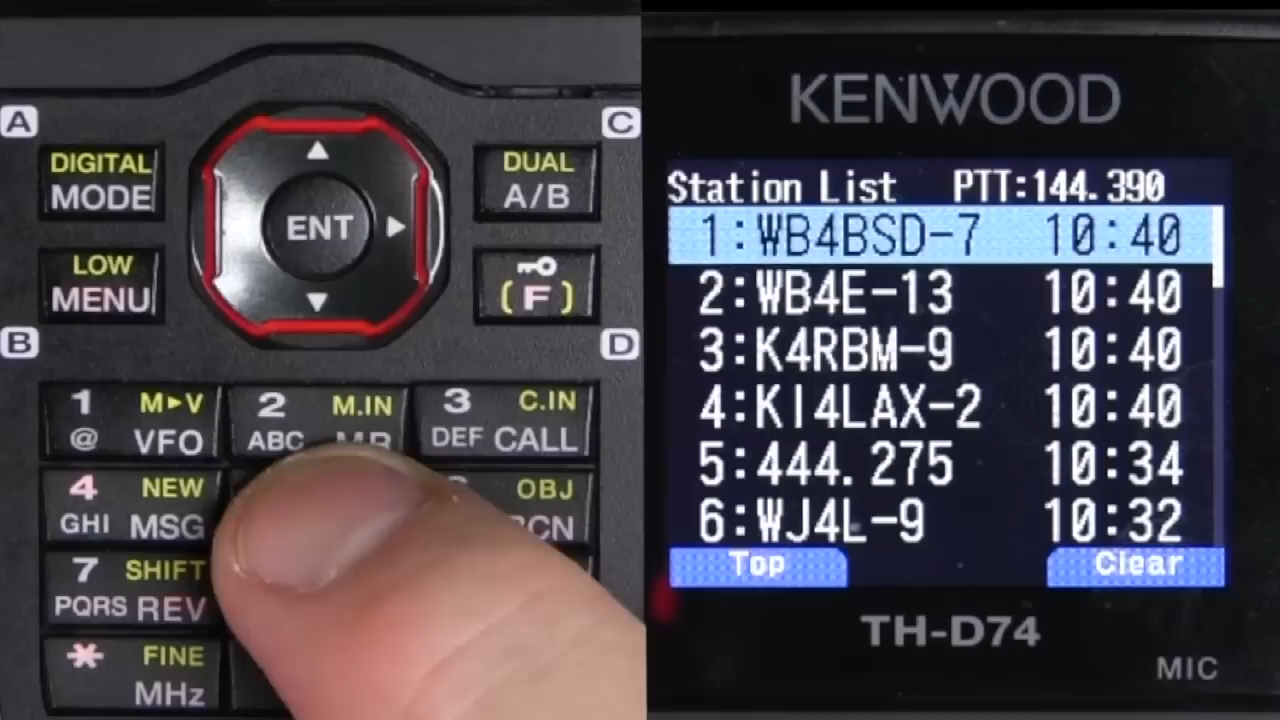 A
C
DIGITAL
MODE
DUAL
A/B
ENT
LOW
MENU
(F)
B
D
1 M►V
@ VFO
2 M.IN
ABC MR
3 C.IN
DEF CALL
4 NEW
GHI MSG
OBJ
7 SHIFT
PQRS REV
* FINE
MHz
KENWOOD
Station List PTT:144.390
1:WB4BSD-7 10:40
2:WB4E-13 10:40
3:K4RBM-9 10:40
4:KI4LAX-2 10:40
5:444.275 10:34
6:WJ4L-9 10:32
Top Clear
TH-D74
MIC